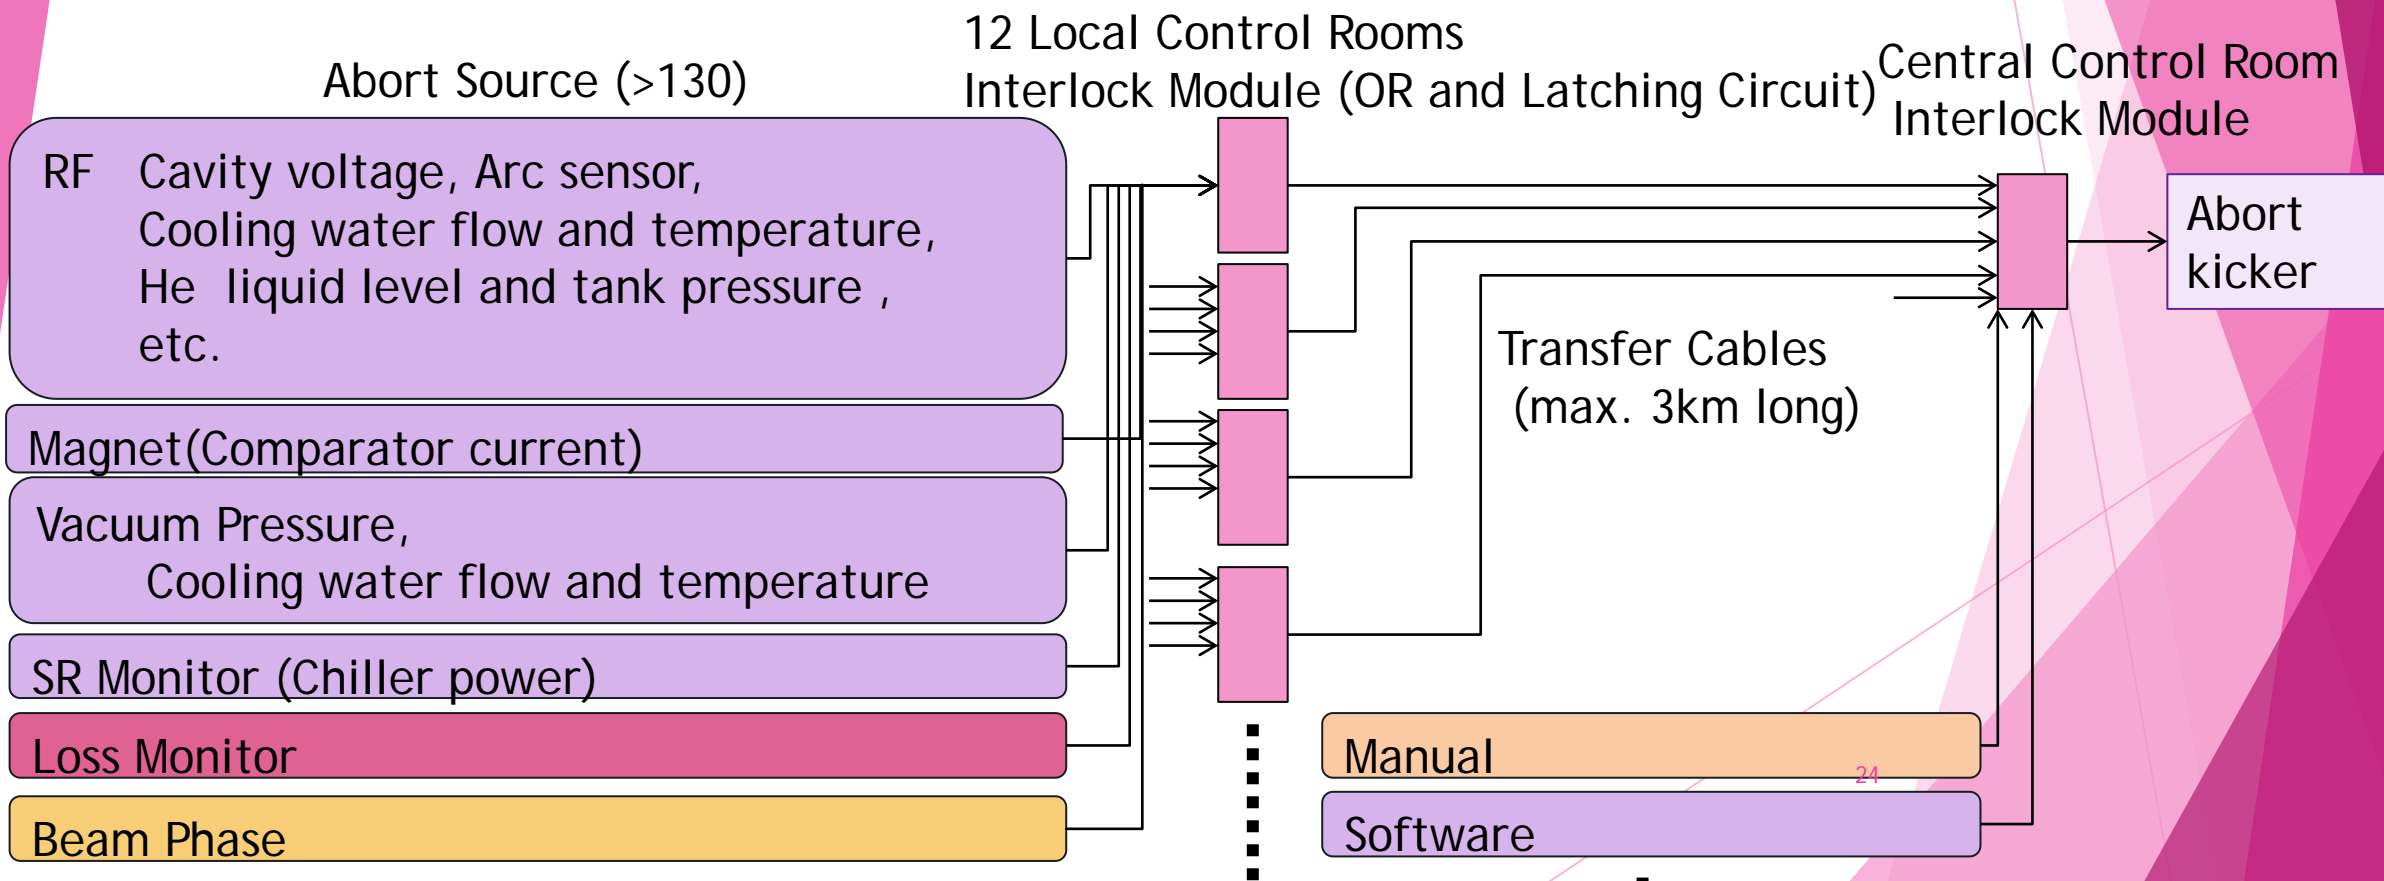 12 Local Control Rooms
Interlock Module (OR and Latching Circuit)
Central Control Room
Interlock Module
Abort Source (>130)
RF Cavity voltage, Arc sensor,
Cooling water flow and temperature,
He liquid level and tank pressure ,
etc.
Abort
kicker
Transfer Cables
(max. 3km long)
Magnet(Comparator current)
Vacuum Pressure,
Cooling water flow and temperature
SR Monitor (Chiller power)
Loss Monitor
Manual
24
Beam Phase
Software